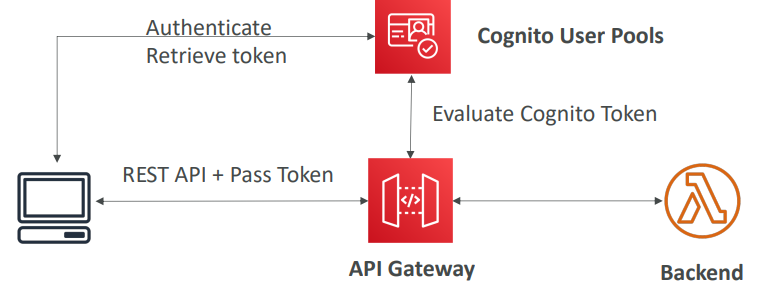 Authenticate
Retrieve token
Cognito User Pools
Evaluate Cognito Token
REST API + Pass Token
</>
API Gateway
Backend